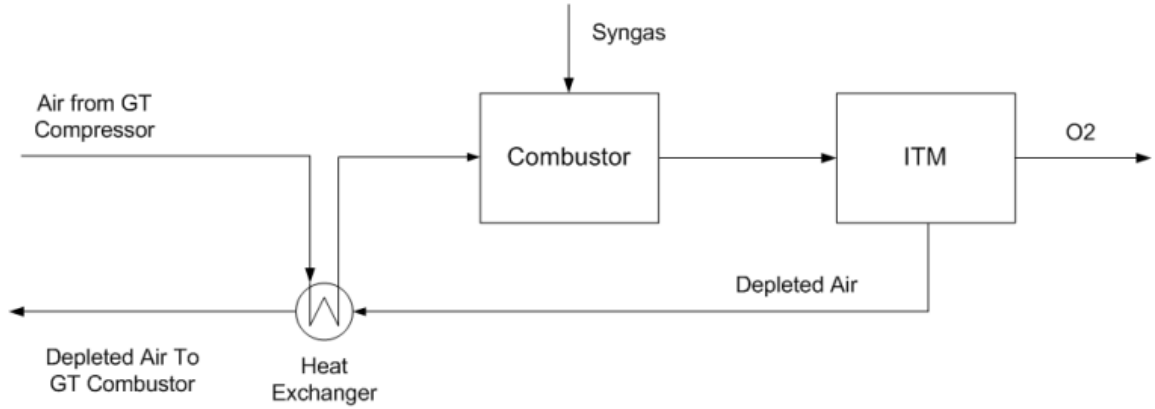 Syngas
Air from GT
Compressor
Combustor
ITM
O2
Depleted Air
Depleted Air To
GT Combustor
Heat
Exchanger